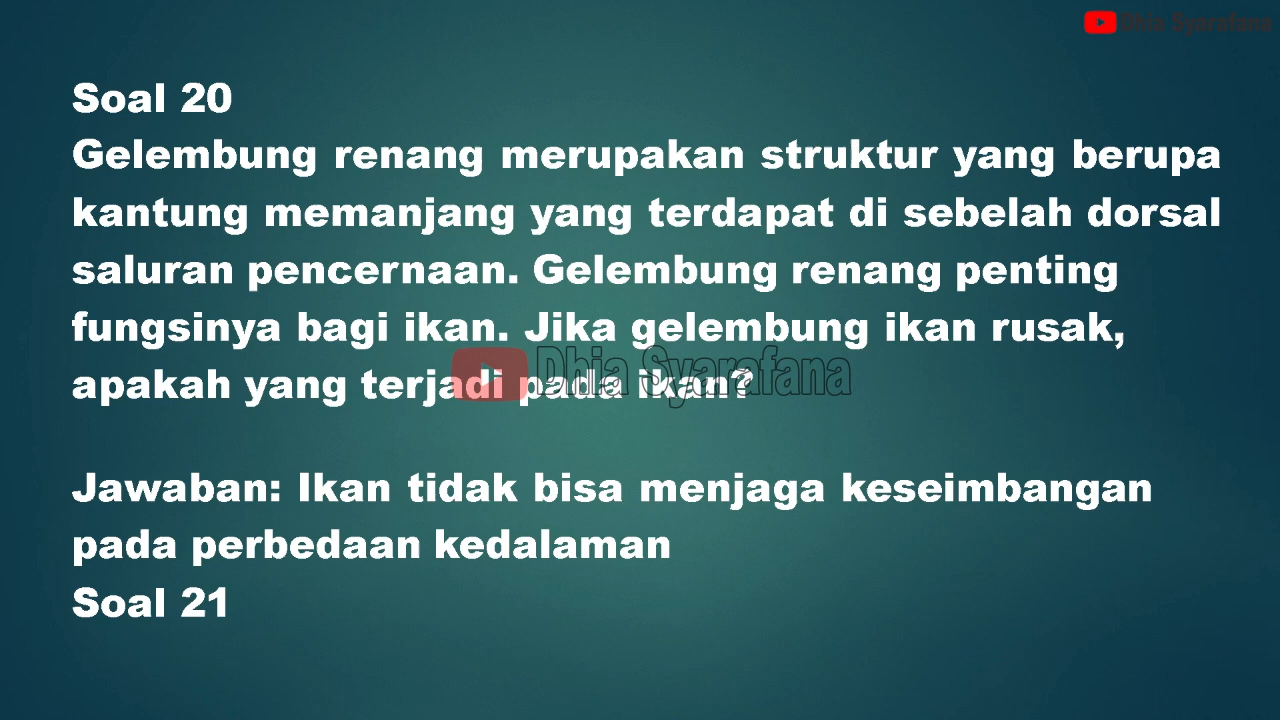 Dhia Syarafana
Soal 20
Gelembung renang merupakan struktur yang berupa
kantung memanjang yang terdapat di sebelah dorsal
saluran pencernaan. Gelembung renang penting
fungsinya bagi ikan. Jika gelembung ikan rusak,
apakah yang terjadi pada ikan?
Dhia Syarafana
Jawaban: Ikan tidak bisa menjaga keseimbangan
pada perbedaan kedalaman
Soal 21